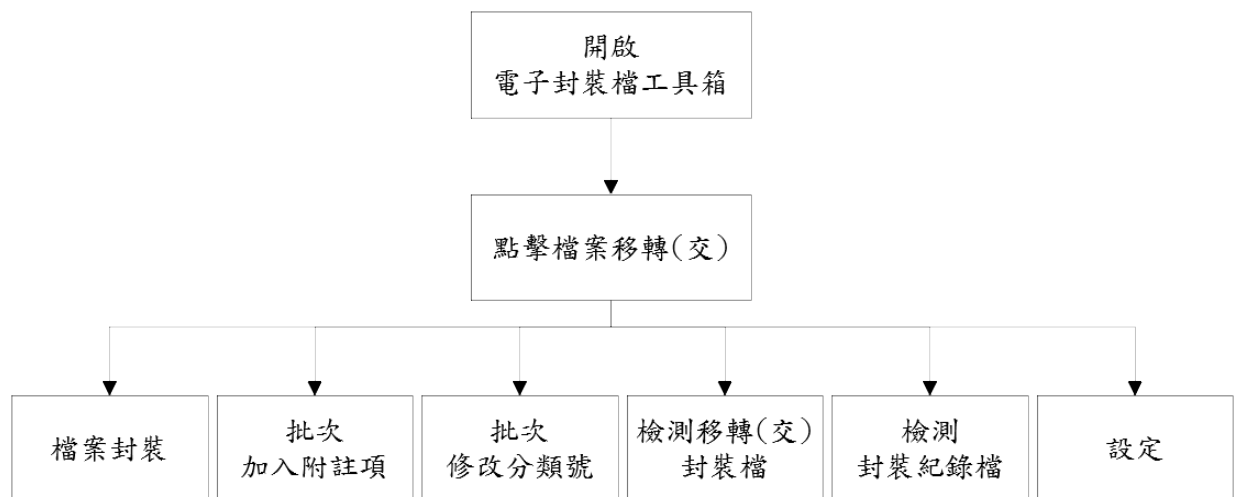 開啟
電子封裝檔工具箱
點擊檔案移轉(交)
檔案封裝
批次
加入附註項
批次
修改分類號
檢測移轉(交)
封裝檔
檢測
封裝紀錄檔
設定